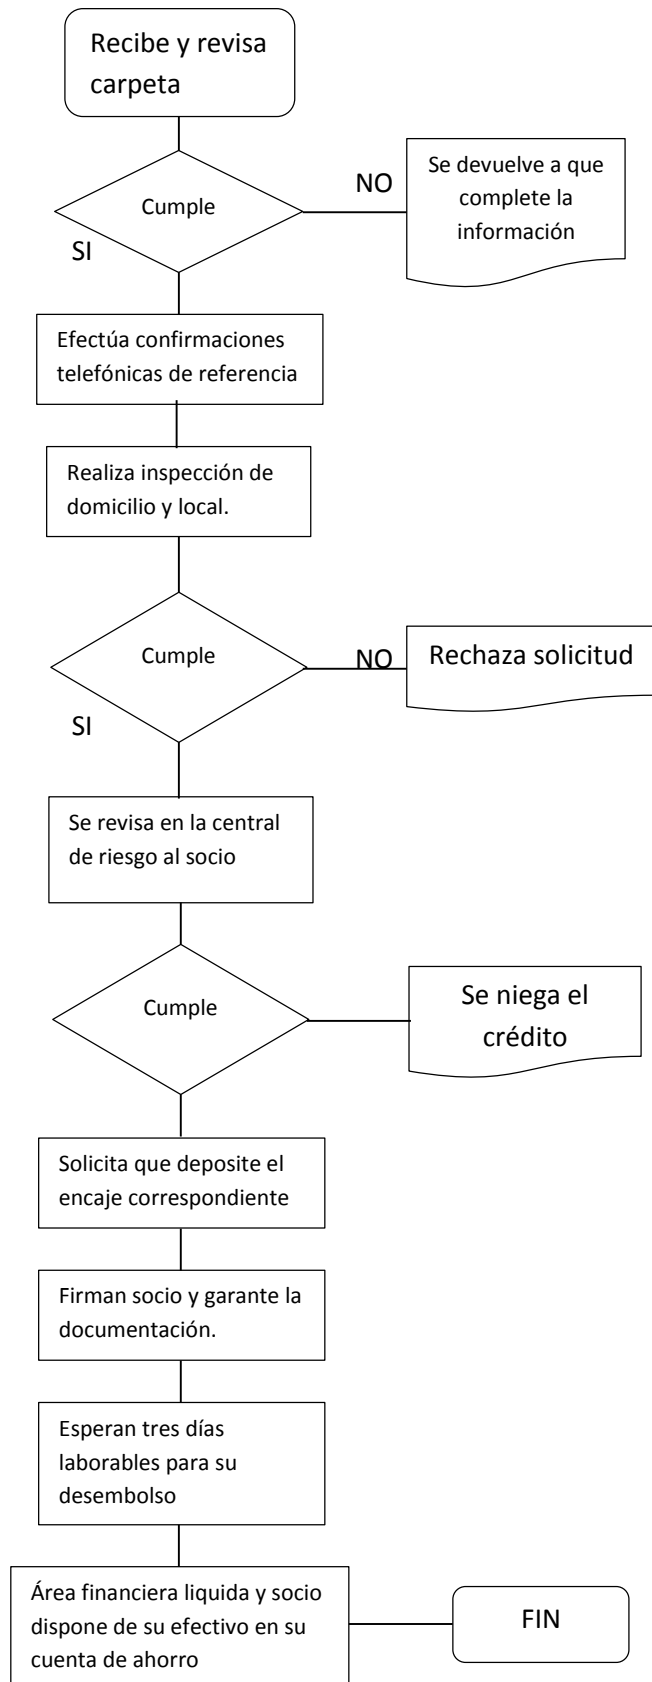 Recibe y revisa
carpeta
Cumple
NO
Se devuelve a que
complete la
información
SI
Efectúa confirmaciones
telefónicas de referencia
Realiza inspección de
domicilio y local.
Cumple
NO
Rechaza solicitud
SI
Se revisa en la central
de riesgo al socio
Cumple
Se niega el
crédito
Solicita que deposite el
encaje correspondiente
Firman socio y garante la
documentación.
Esperan tres días
laborables para su
desembolso
Área financiera liquida y socio
dispone de su efectivo en su
cuenta de ahorro
FIN